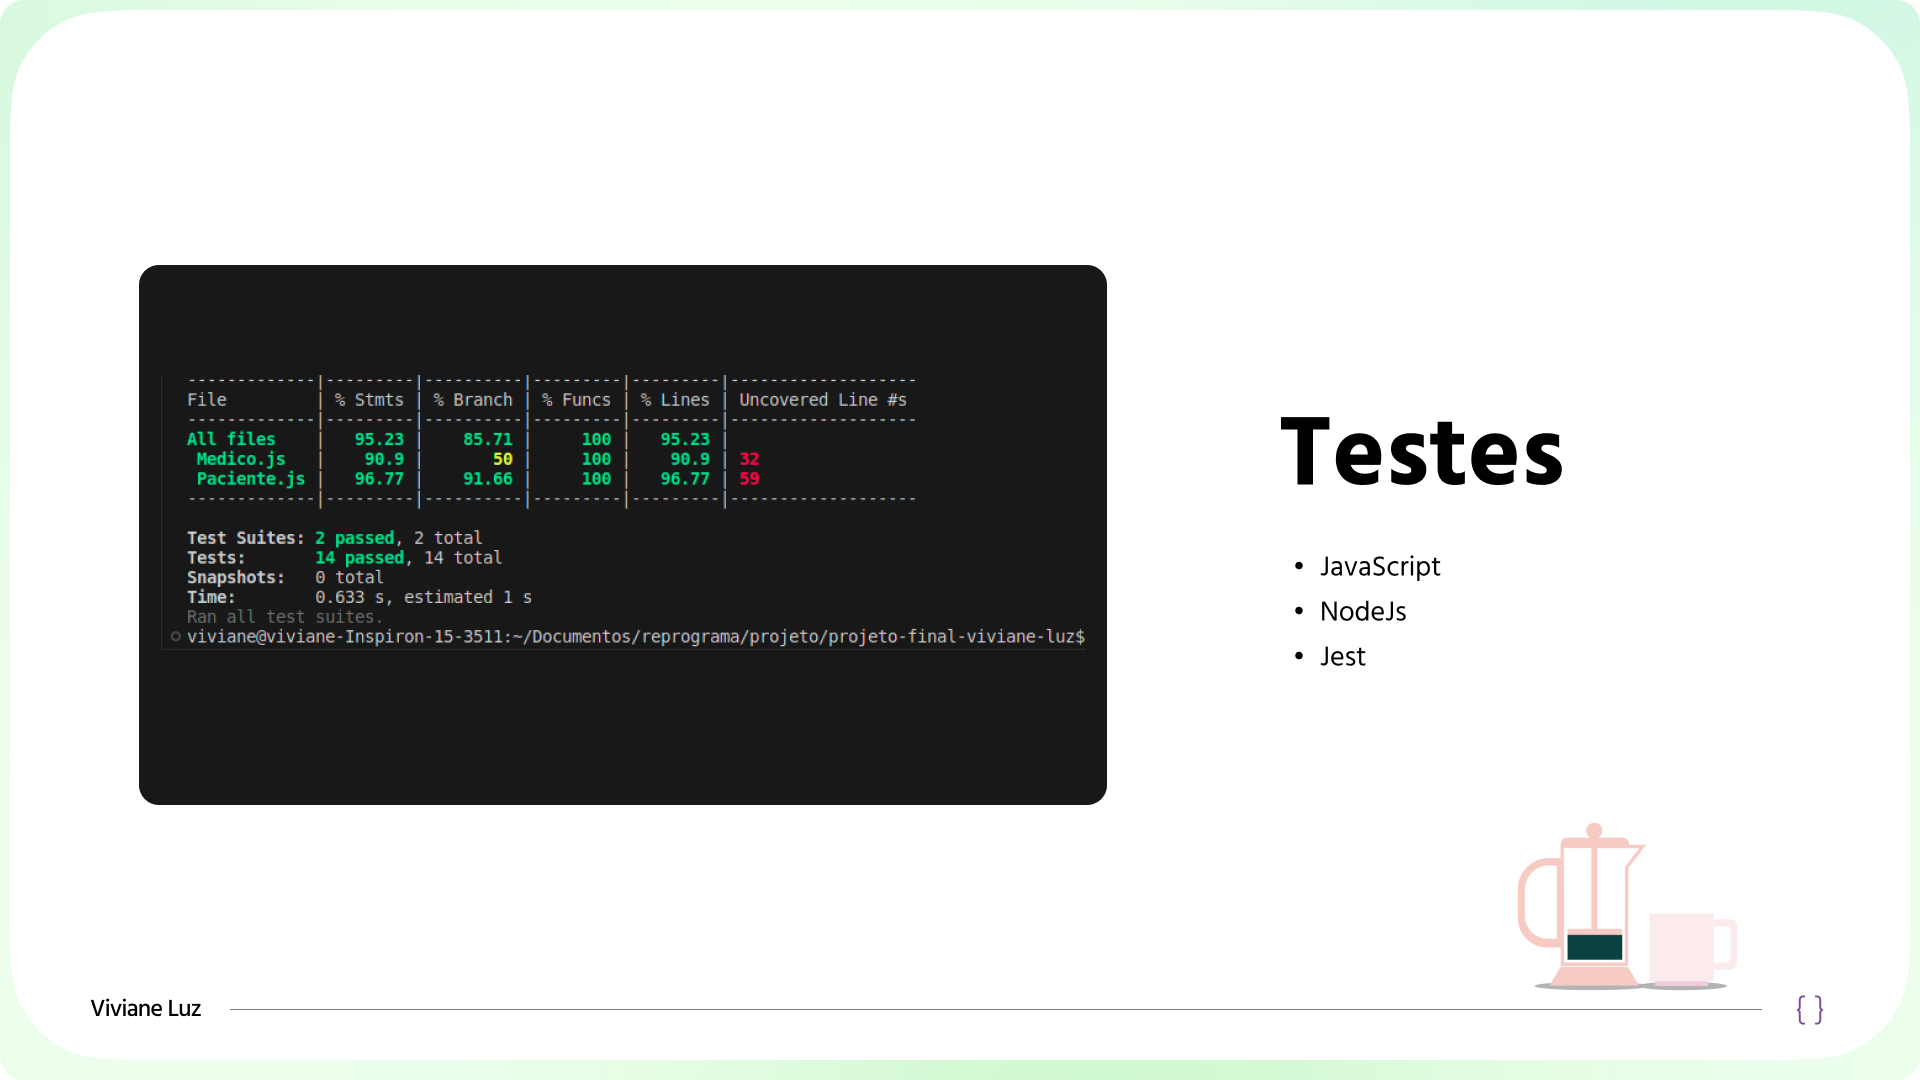 -------------|---------|----------|---------|---------|-------------------
File         | % Stmts | % Branch | % Funcs | % Lines | Uncovered Line #s
-------------|---------|----------|---------|---------|-------------------
All files    |   95.23 |    85.71 |     100 |   95.23 |
 Medico.js   |    90.9 |       50 |     100 |    90.9 | 32
 Paciente.js |   96.77 |    91.66 |     100 |   96.77 | 59
-------------|---------|----------|---------|---------|-------------------
Test Suites: 2 passed, 2 total
Tests:       14 passed, 14 total
Snapshots:   0 total
Time:        0.633 s, estimated 1 s
Ran all test suites.
viviane@viviane-Inspiron-15-3511:~/Documentos/reprograma/projeto/projeto-final-viviane-luz$
Testes
• JavaScript
• NodeJs
• Jest
Viviane Luz
{ }